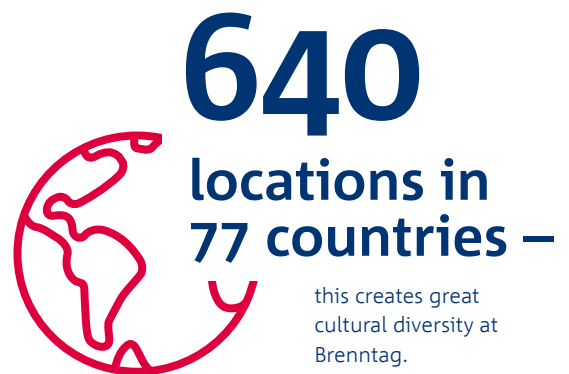 640
locations in
77 countries –
this creates great
cultural diversity at
Brenntag.